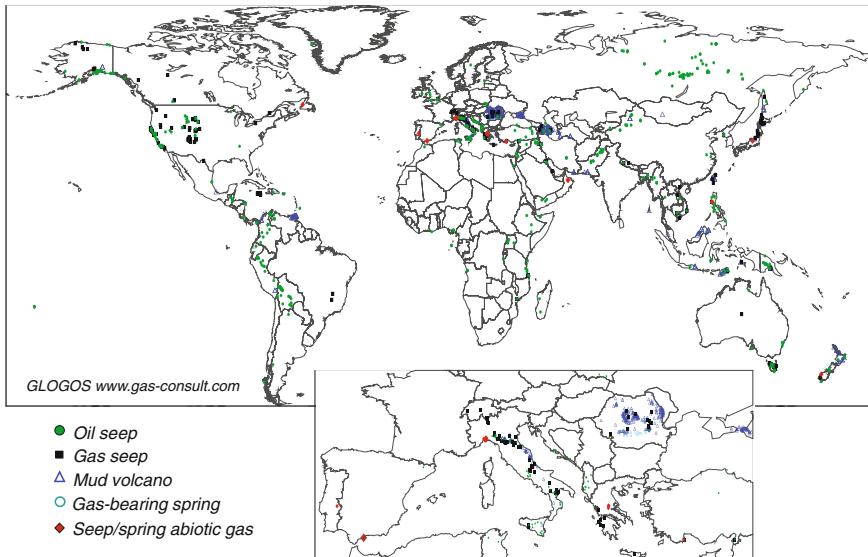 GLOGOS www.gas-consult.com
Oil seep
Gas seep
Mud volcano
Gas-bearing spring
Seep/spring abiotic gas